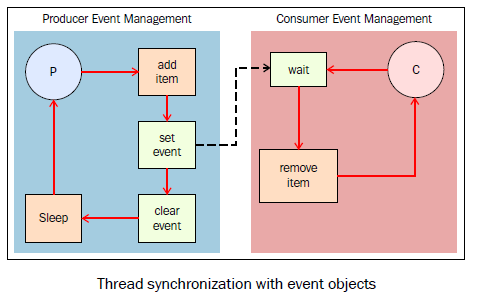 Producer Event Management
Consumer Event Management
P
add
item
wait
C
set
event
remove
item
Sleep
clear
event
Thread synchronization with event objects